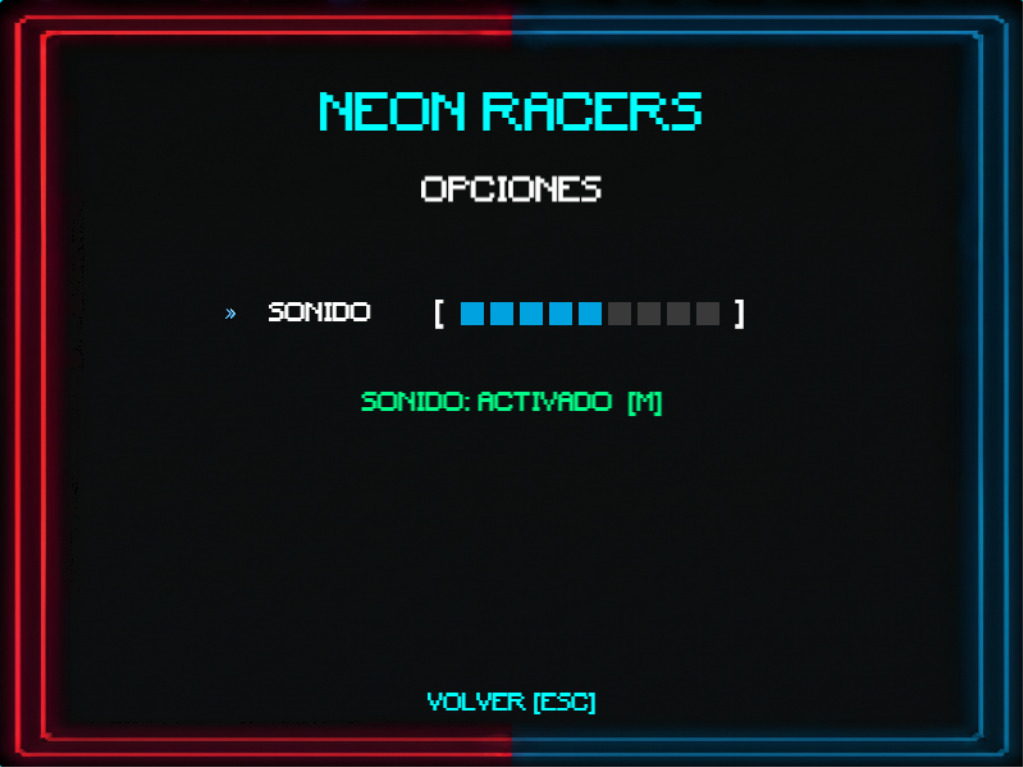 NEON RACERS
OPCIONES
» SONIDO [ ]
SONIDO: ACTIVADO [M]
VOLVER [ESC]